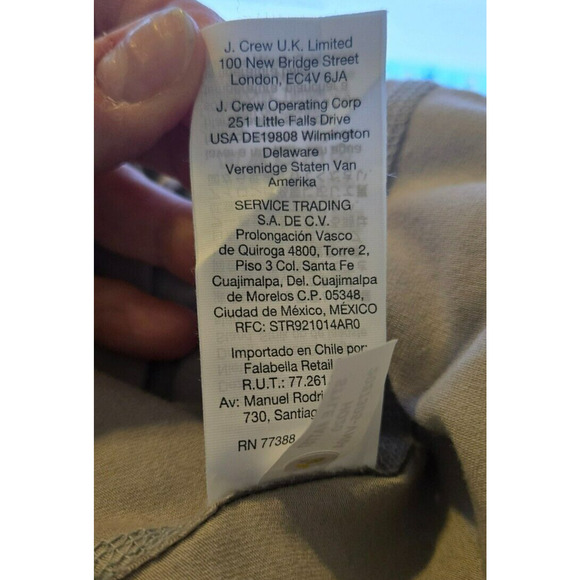 J. Crew U.K. Limited
100 New Bridge Street
London, EC4V 6JA
J. Crew Operating Corp
251 Little Falls Drive
USA DE19808 Wilmington
Delaware
Verenidge Staten Van
Amerika
SERVICE TRADING
S.A. DE C.V.
Prolongación Vasco
de Quiroga 4800, Torre 2,
Piso 3 Col. Santa Fe
Cuajimalpa, Del. Cuajimalpa
de Morelos C.P. 05348,
Ciudad de México, MÉXICO
RFC: STR921014AR0
Importado en Chile por:
Falabella Retail
R.U.T.: 77.261
Av: Manuel Rodri
730, Santiag
RN 77388